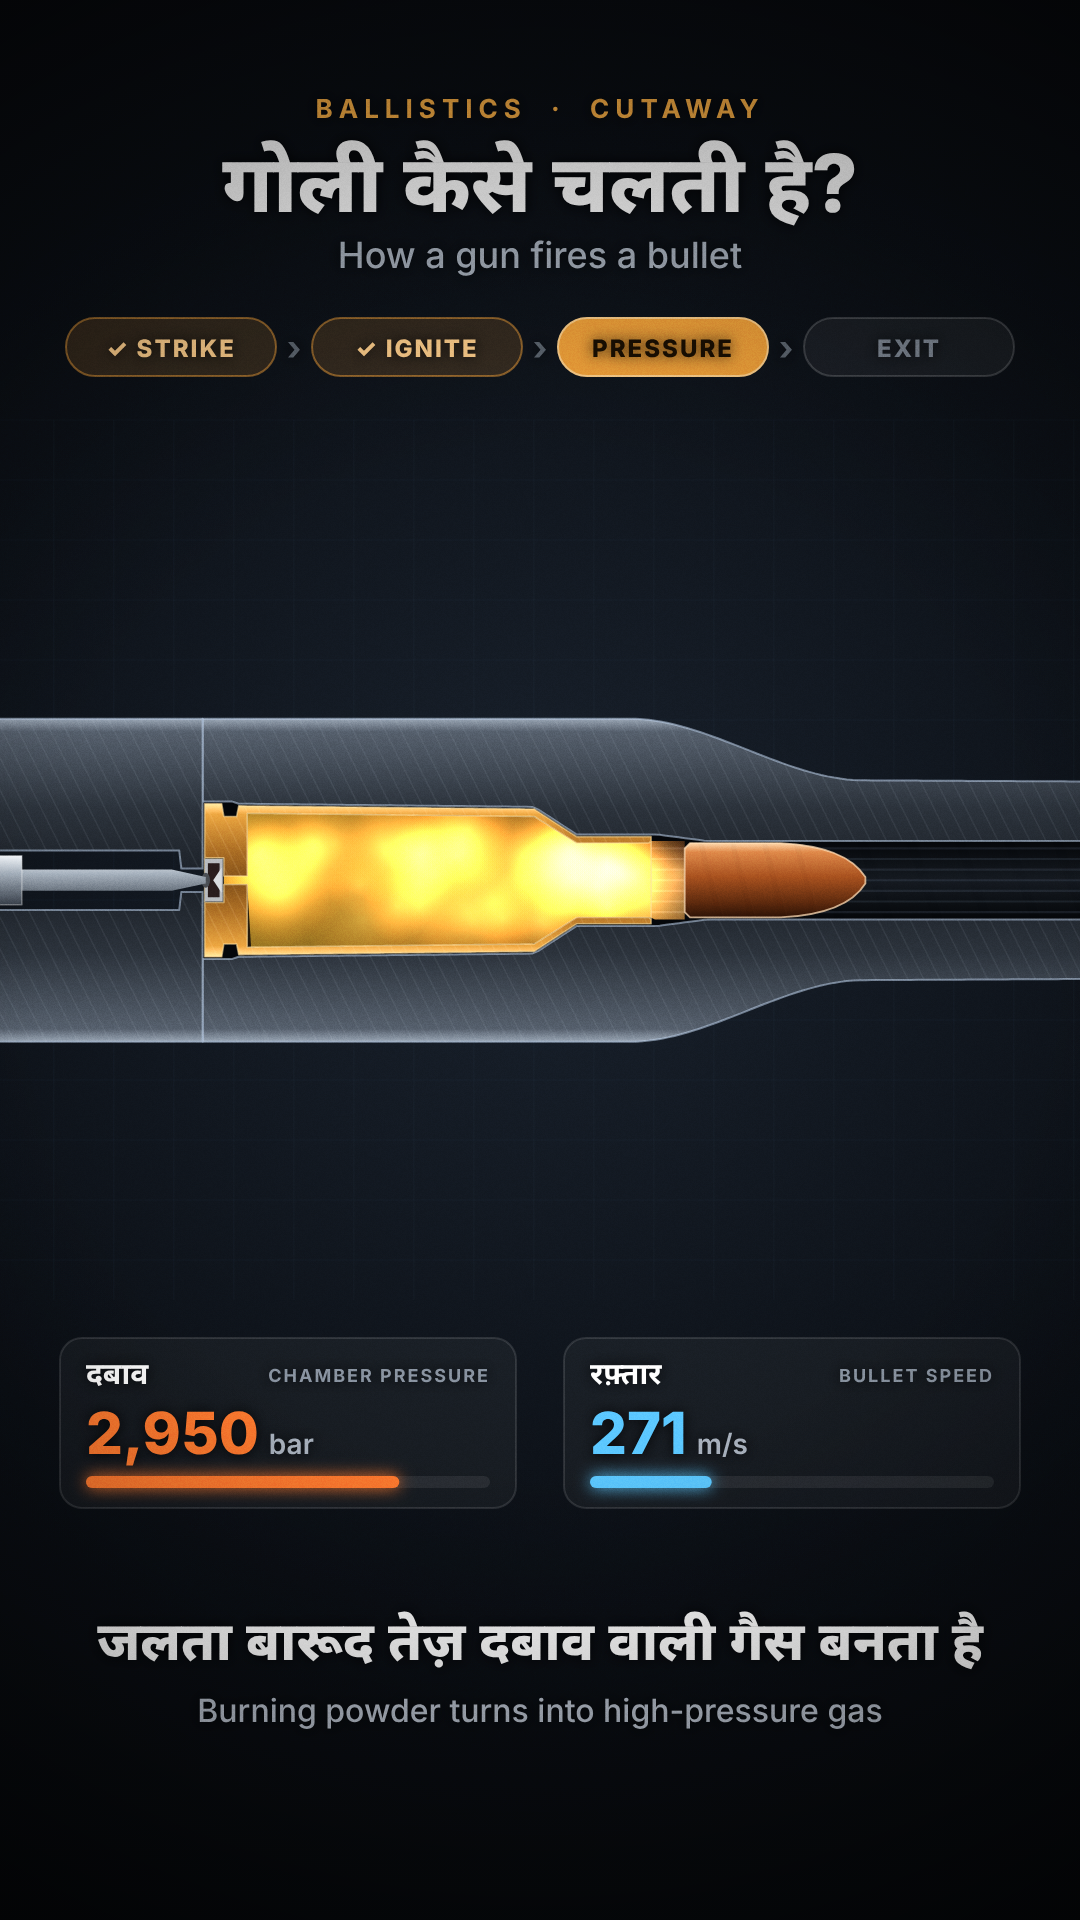 BALLISTICS · CUTAWAY
गोली कैसे चलती है?
How a gun fires a bullet
✓ STRIKE › ✓ IGNITE › PRESSURE › EXIT
दबाव CHAMBER PRESSURE
2,950 bar
रफ़्तार BULLET SPEED
271 m/s
जलता बारूद तेज़ दबाव वाली गैस बनता है
Burning powder turns into high-pressure gas